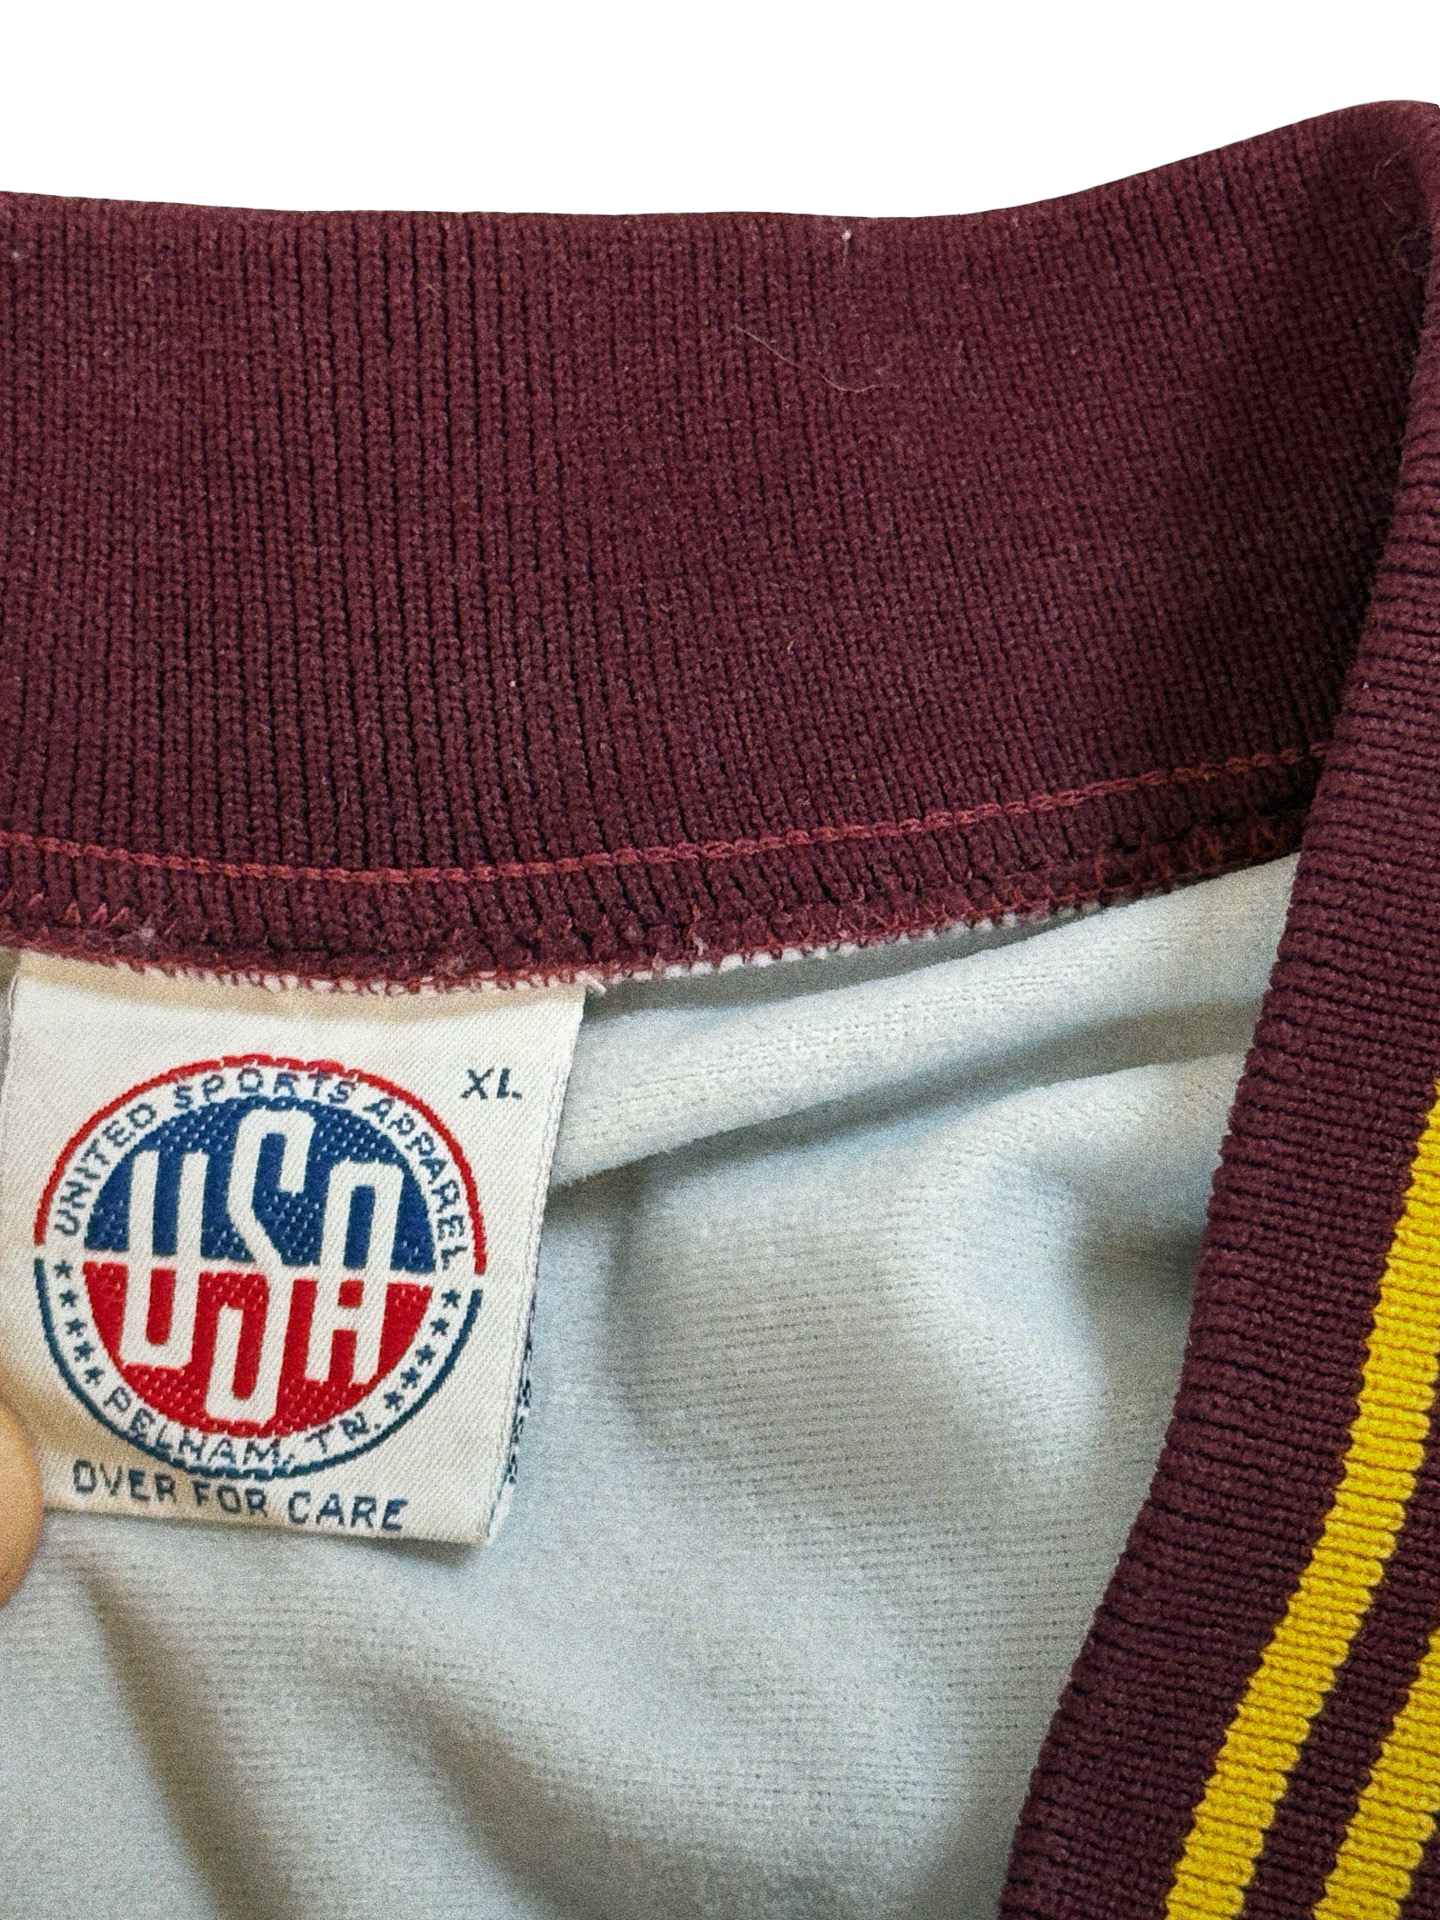 XL
UNITED SPORTS APPAREL
USA
PELHAM, TN.
OVER FOR CARE